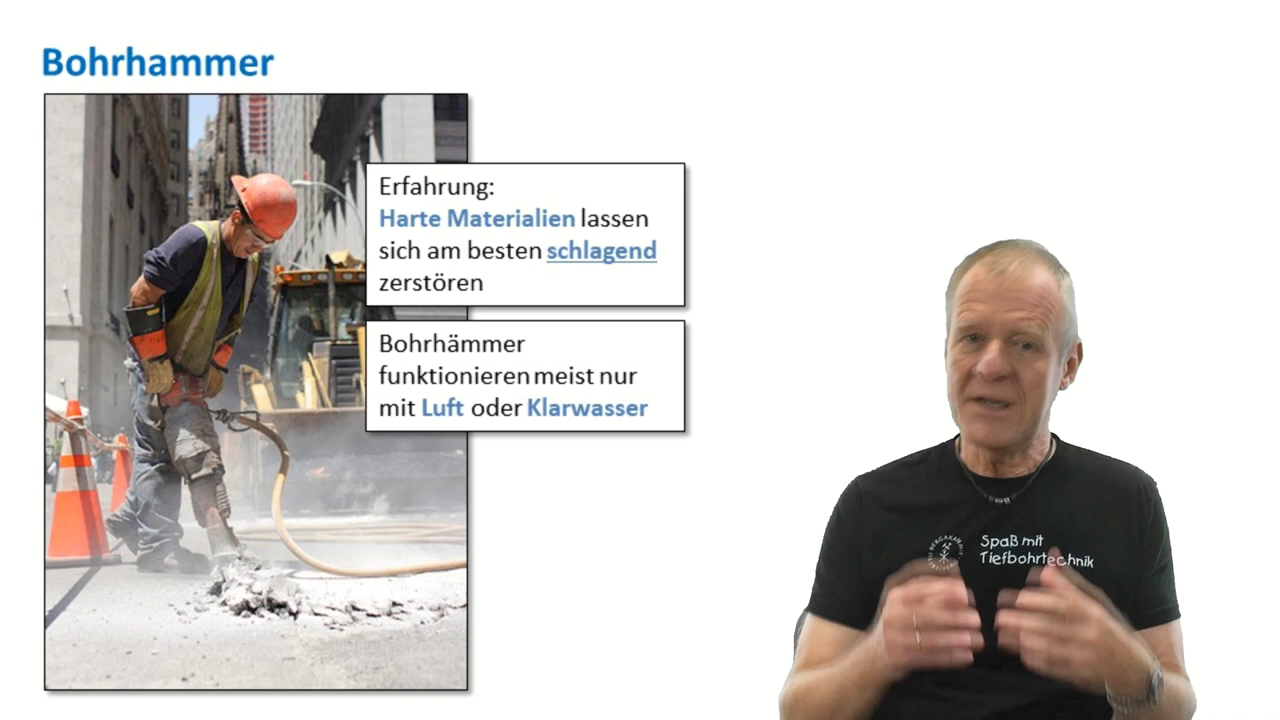 Bohrhammer
Erfahrung:
Harte Materialien lassen
sich am besten schlagend
zerstören
Bohrhämmer
funktionieren meist nur
mit Luft oder Klarwasser
Spaß mit
Tiefbohrtechnik